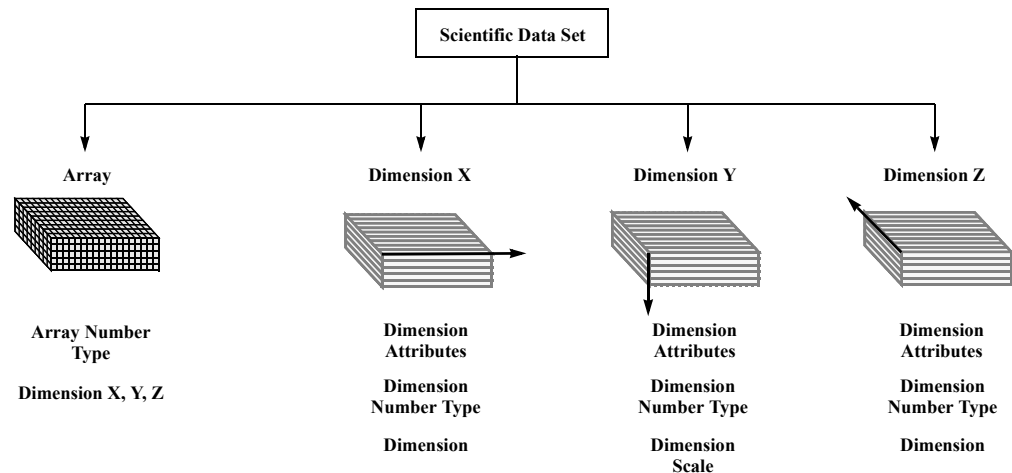 Scientific Data Set
Array
Dimension X
Dimension Y
Dimension Z
Array Number
Type
Dimension X, Y, Z
Dimension
Attributes
Dimension
Number Type
Dimension
Dimension
Attributes
Dimension
Number Type
Dimension
Scale
Dimension
Attributes
Dimension
Number Type
Dimension